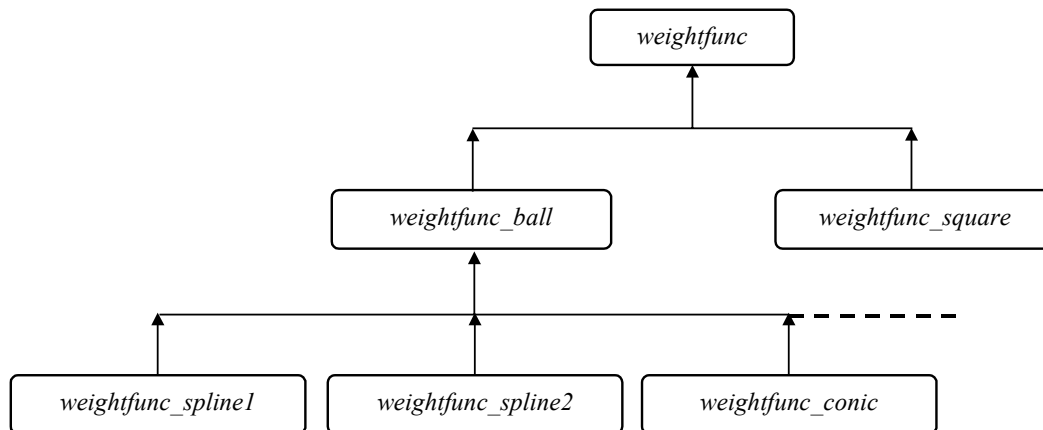 weightfunc
weightfunc_ball
weightfunc_square
weightfunc_spline1
weightfunc_spline2
weightfunc_conic